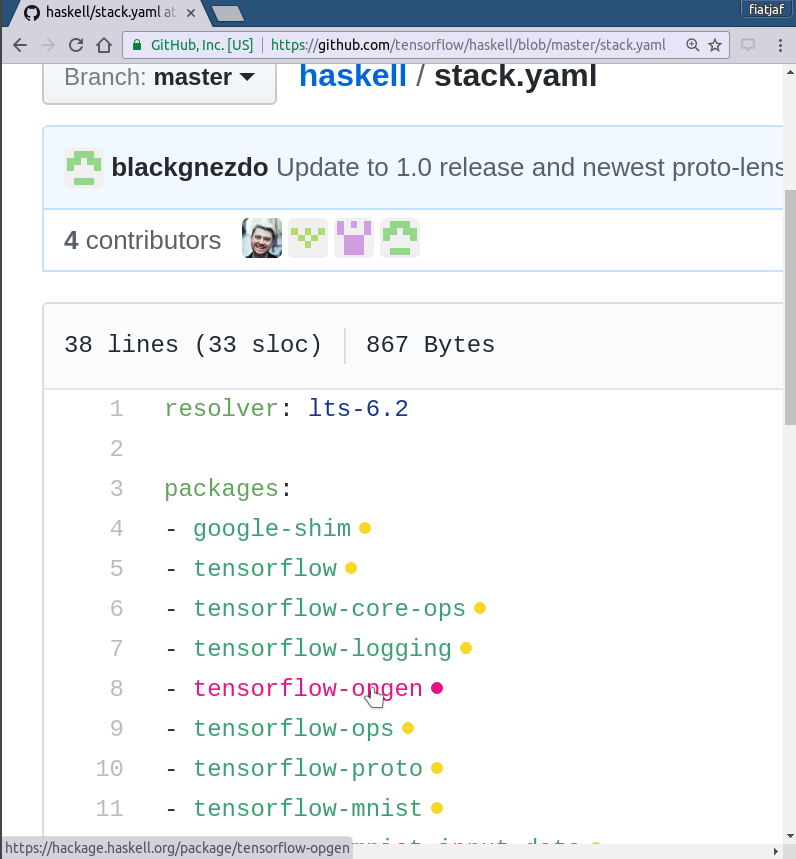 haskell/stack.yaml at
fiatjaf
GitHub, Inc. [US] https://github.com/tensorflow/haskell/blob/master/stack.yaml
Branch: master haskell / stack.yaml
blackgnezdo Update to 1.0 release and newest proto-lens
4 contributors
38 lines (33 sloc) 867 Bytes
1 resolver: lts-6.2
2
3 packages:
4 - google-shim
5 - tensorflow
6 - tensorflow-core-ops
7 - tensorflow-logging
8 - tensorflow-opgen
9 - tensorflow-ops
10 - tensorflow-proto
11 - tensorflow-mnist
mnist-input-data
https://hackage.haskell.org/package/tensorflow-opgen